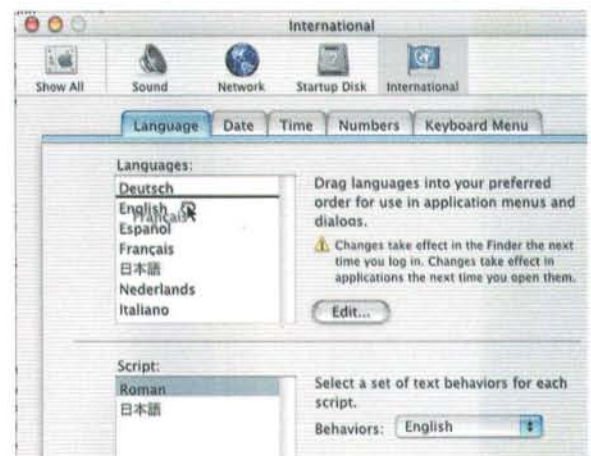 International
Show All Sound Network Startup Disk International
Language Date Time Numbers Keyboard Menu
Languages:
Deutsch
English
Français
Español
Français
日本語
Nederlands
Italiano
Drag languages into your preferred
order for use in application menus and
dialogs.
Changes take effect in the Finder the next
time you log in. Changes take effect in
applications the next time you open them.
Edit...
Script:
Roman
日本語
Select a set of text behaviors for each
script.
Behaviors: English